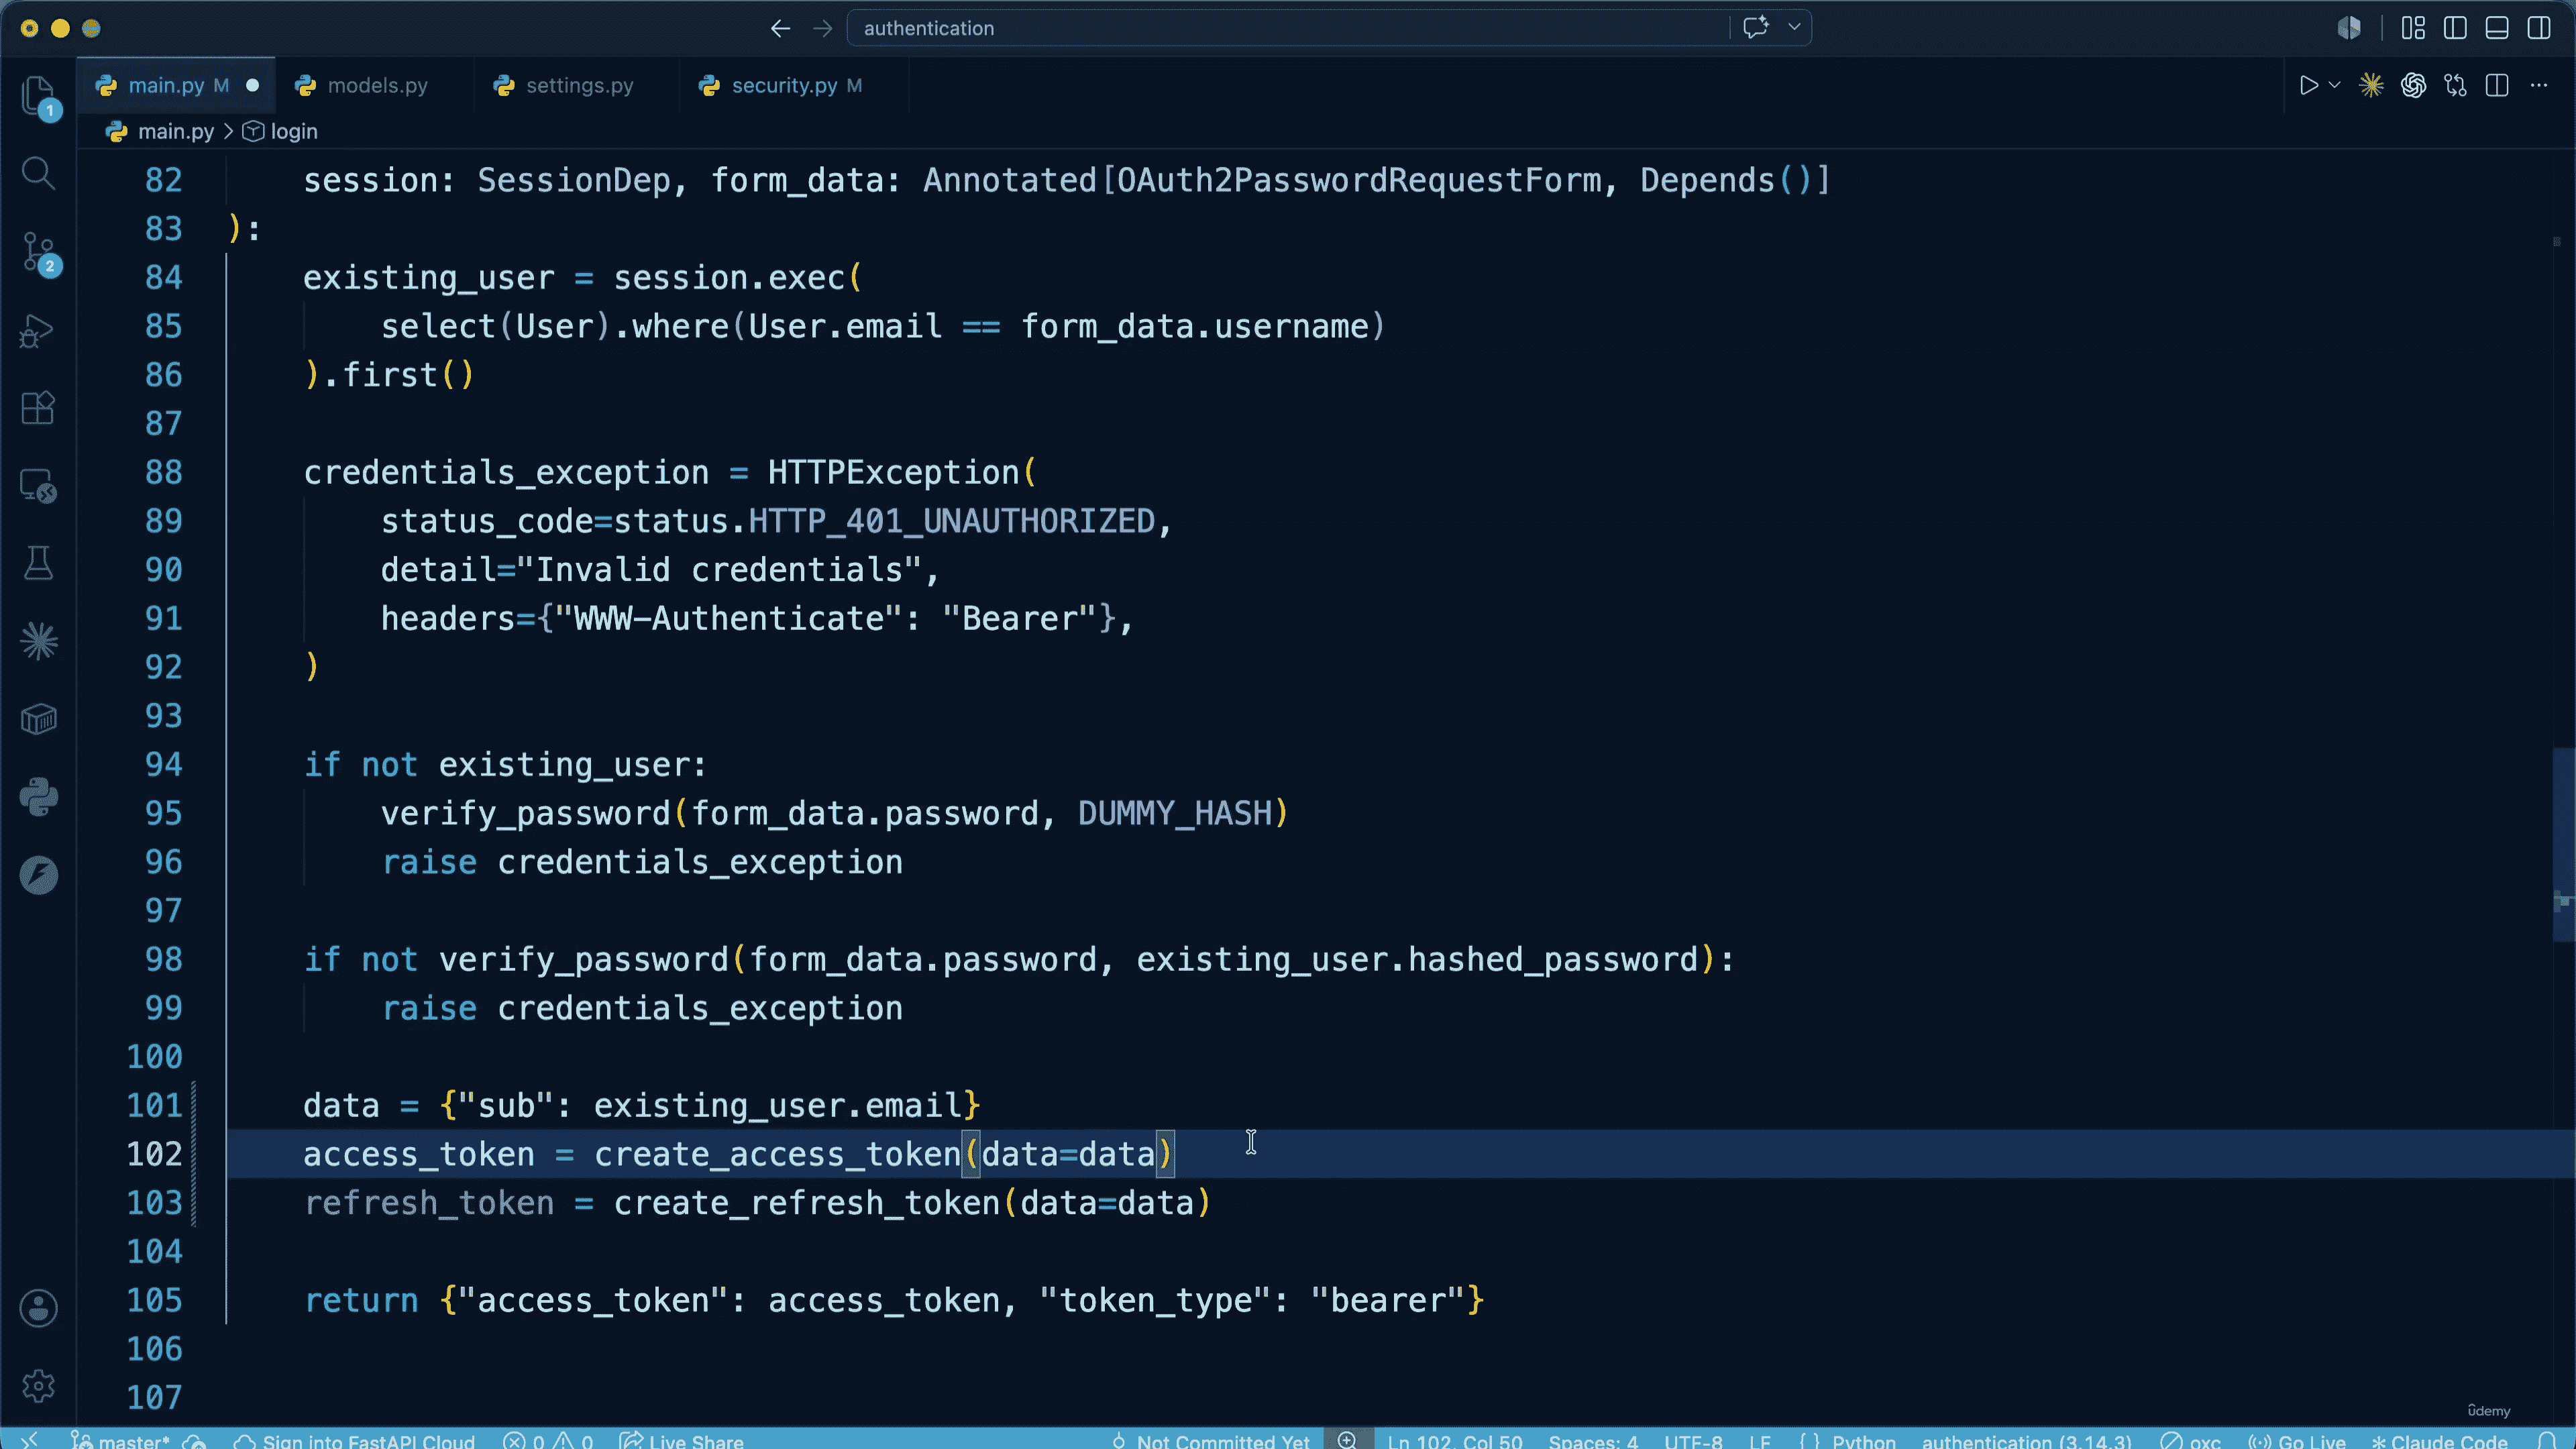 authentication
main.py M
models.py
settings.py
security.py M
1
main.py > login
82 session: SessionDep, form_data: Annotated[OAuth2PasswordRequestForm, Depends()]
83 ):
84 existing_user = session.exec(
85 select(User).where(User.email == form_data.username)
86 ).first()
87
88 credentials_exception = HTTPException(
89 status_code=status.HTTP_401_UNAUTHORIZED,
90 detail="Invalid credentials",
91 headers={"WWW-Authenticate": "Bearer"},
92 )
93
94 if not existing_user:
95 verify_password(form_data.password, DUMMY_HASH)
96 raise credentials_exception
97
98 if not verify_password(form_data.password, existing_user.hashed_password):
99 raise credentials_exception
100
101 data = {"sub": existing_user.email}
102 access_token = create_access_token(data=data)
103 refresh_token = create_refresh_token(data=data)
104
105 return {"access_token": access_token, "token_type": "bearer"}
106
107
2
ûdemy
master* Sign into FastAPI Cloud 0 0 Live Share Not Committed Yet Ln 102, Col 50 Spaces: 4 UTF-8 LF { } Python authentication (3.14.3) oxc Go Live Claude Code